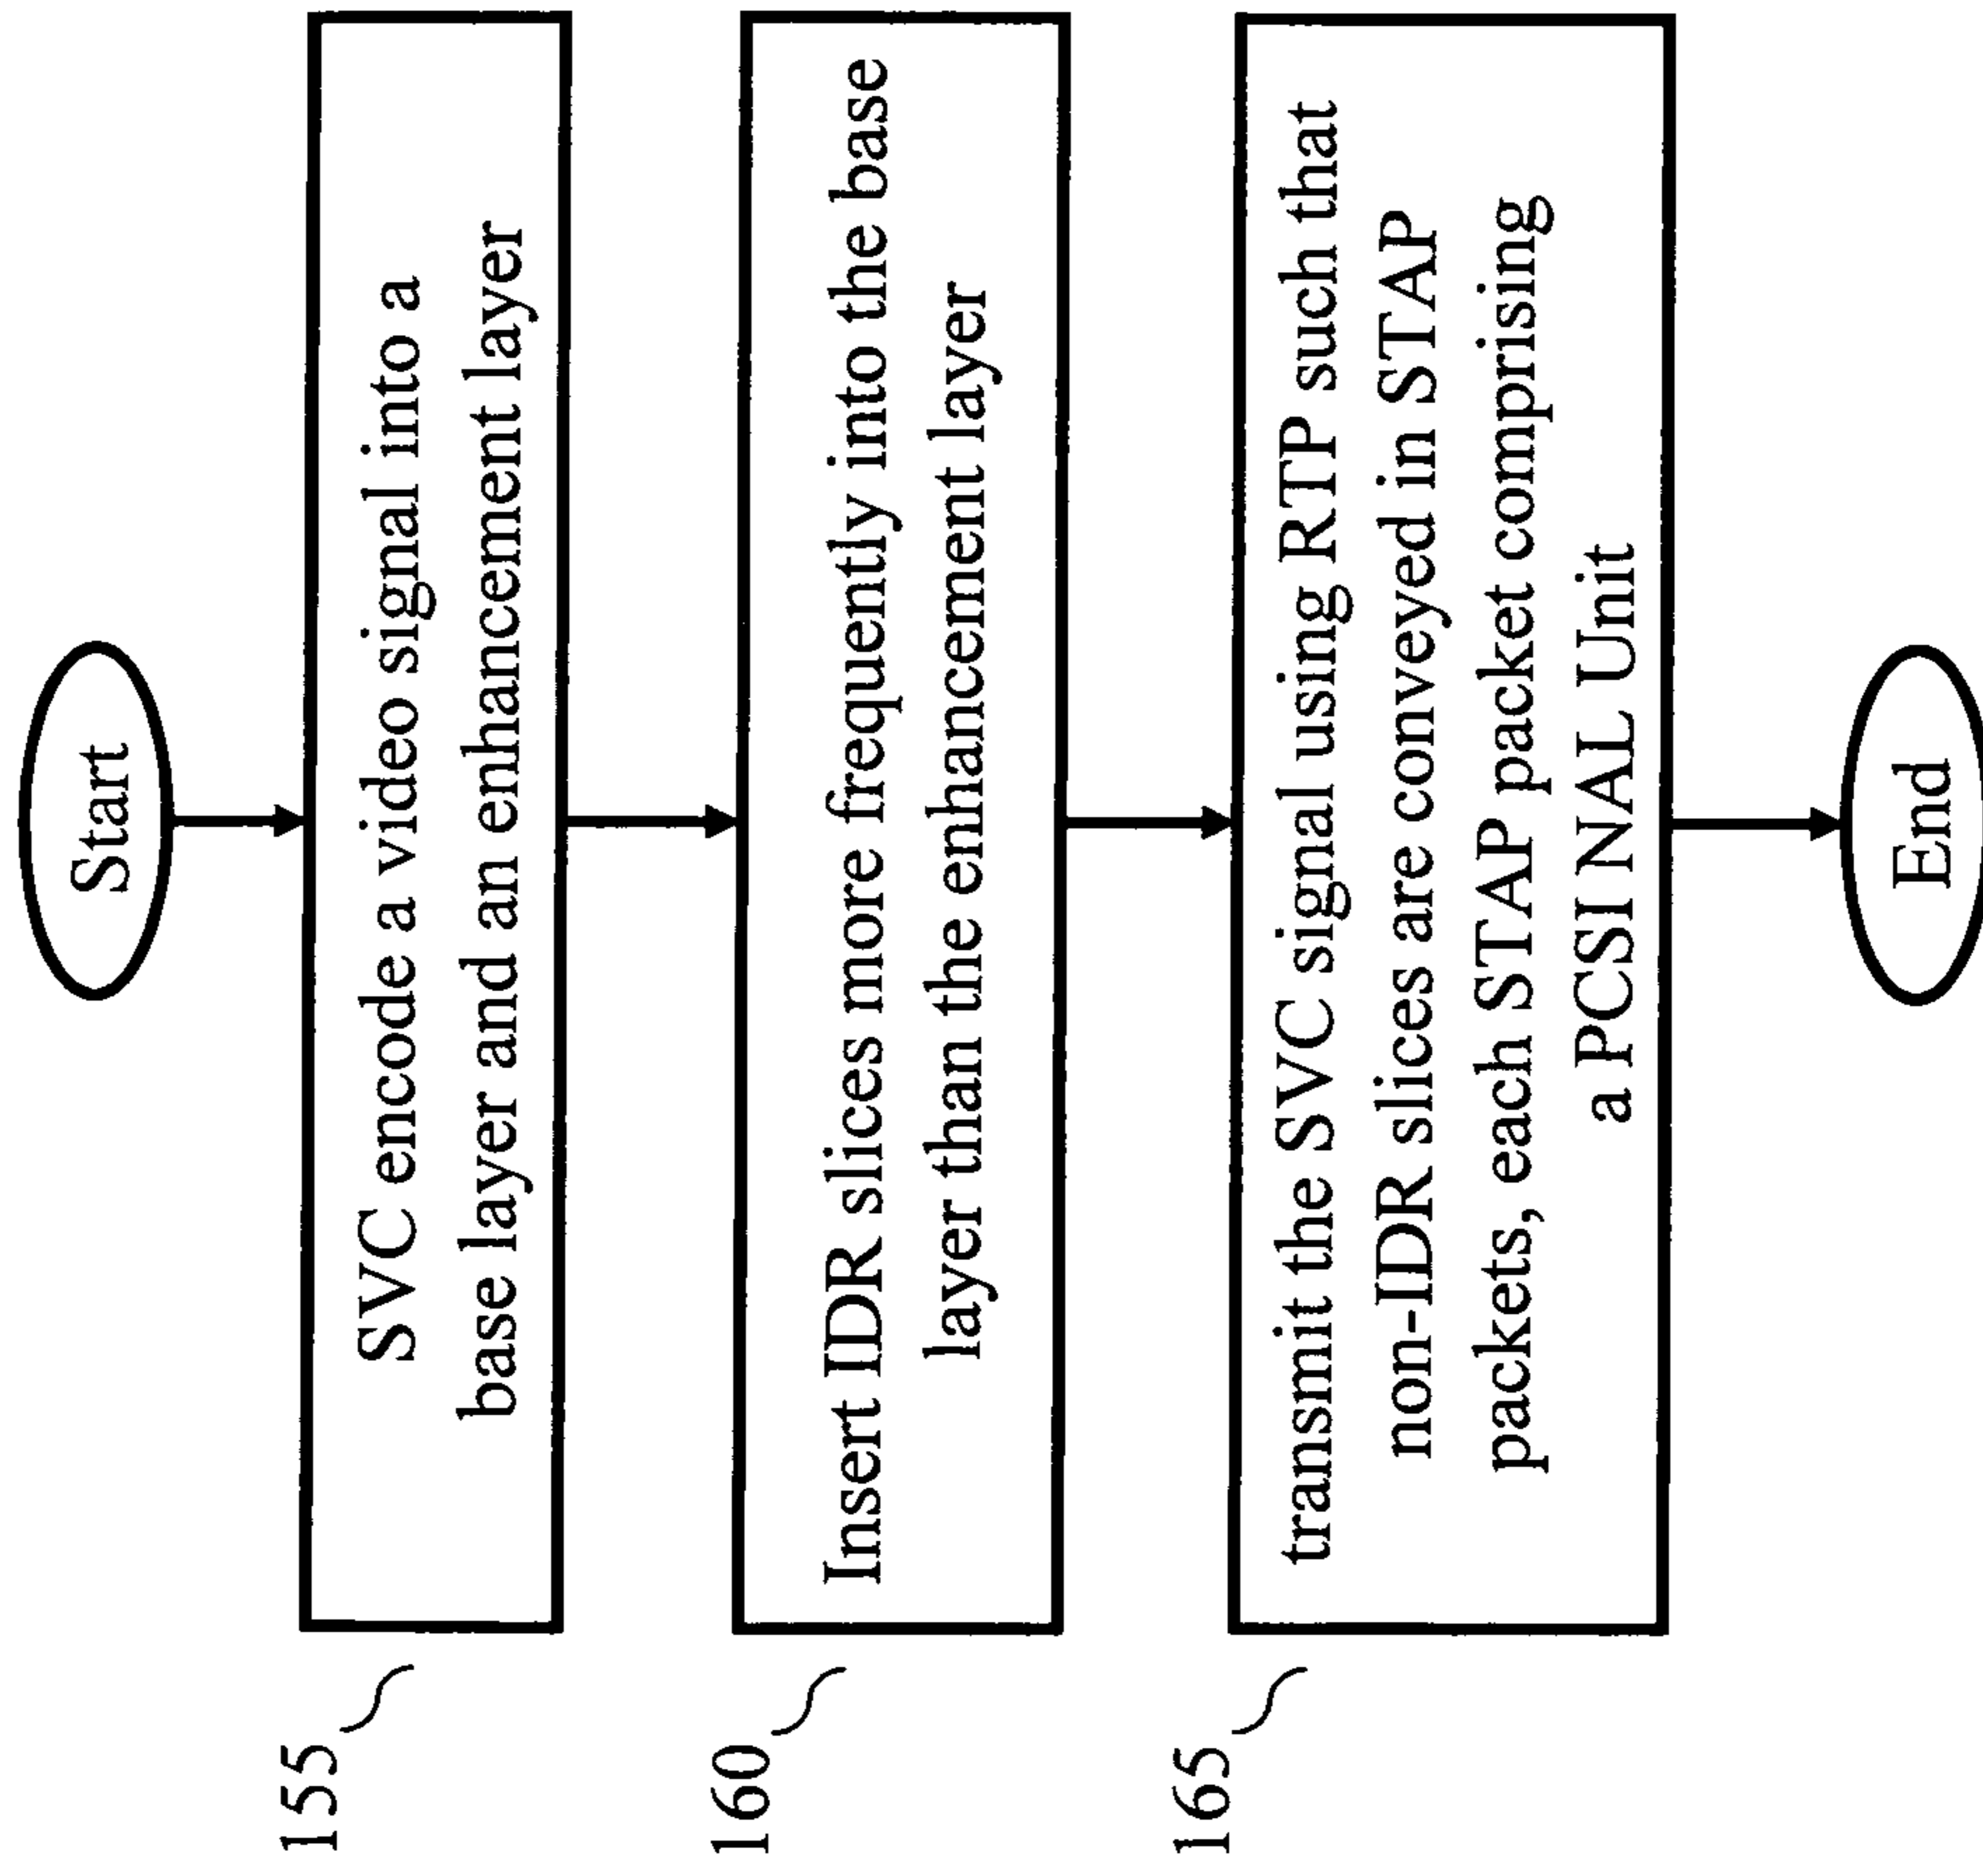 Start
155
SVC encode a video signal into a
base layer and an enhancement layer
160
Insert IDR slices more frequently into the base
layer than the enhancement layer
165
transmit the SVC signal using RTP such that
non-IDR slices are conveyed in STAP
packets, each STAP packet comprising
a PCSI NAL Unit
End